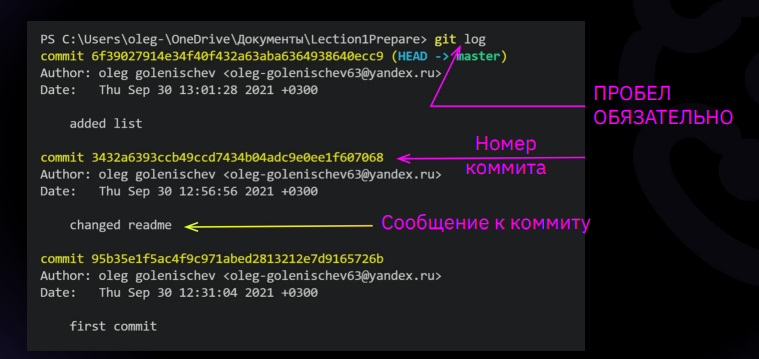 PS C:\Users\oleg-\OneDrive\Документы\Lection1Prepare> git log
commit 6f39027914e34f40f432a63aba6364938640ecc9 (HEAD -> master)
Author: oleg golenischev <oleg-golenischev63@yandex.ru>
Date:   Thu Sep 30 13:01:28 2021 +0300
ПРОБЕЛ
ОБЯЗАТЕЛЬНО
added list
Номер
коммита
commit 3432a6393ccb49ccd7434b04adc9e0ee1f607068
Author: oleg golenischev <oleg-golenischev63@yandex.ru>
Date:   Thu Sep 30 12:56:56 2021 +0300
changed readme
Сообщение к коммиту
commit 95b35e1f5ac4f9c971abed2813212e7d9165726b
Author: oleg golenischev <oleg-golenischev63@yandex.ru>
Date:   Thu Sep 30 12:31:04 2021 +0300
first commit